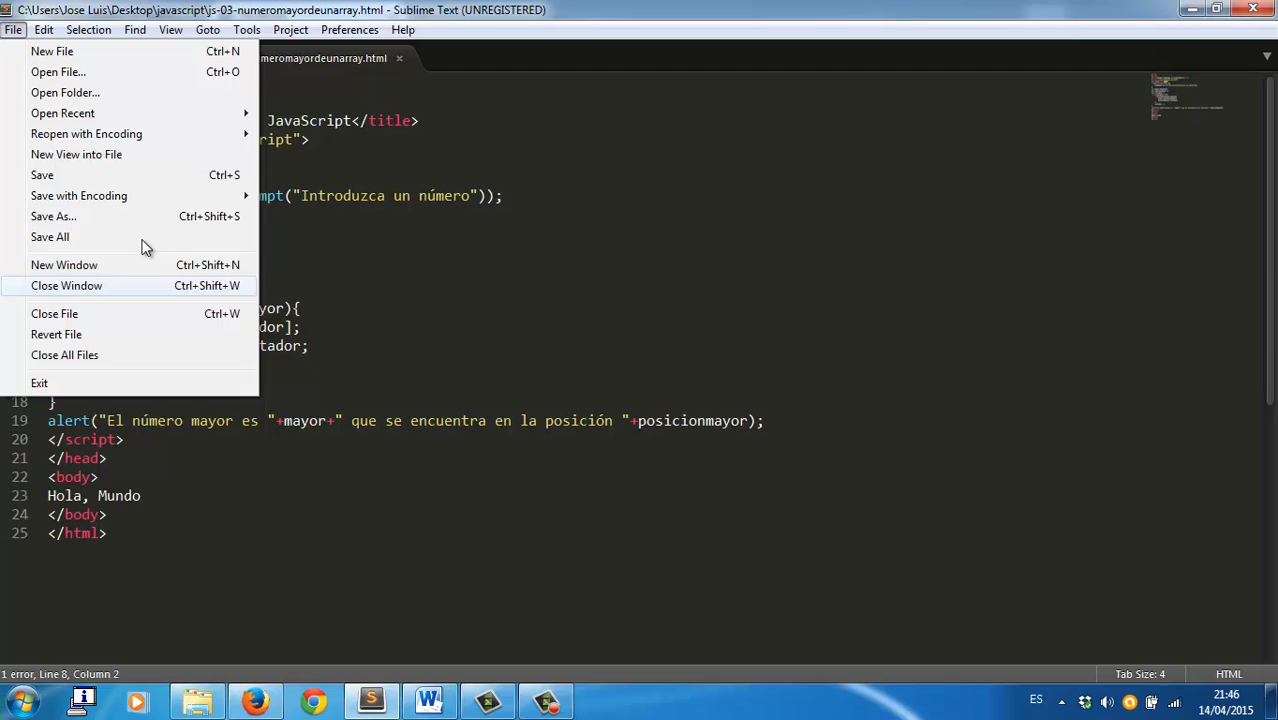 C:\Users\Jose Luis\Desktop\javascript\js-03-numeromayordeunarray.html - Sublime Text (UNREGISTERED)
File Edit Selection Find View Goto Tools Project Preferences Help
New File Ctrl+N
Open File... Ctrl+O
Open Folder...
Open Recent
Reopen with Encoding
New View into File
Save Ctrl+S
Save with Encoding
Save As... Ctrl+Shift+S
Save All
New Window Ctrl+Shift+N
Close Window Ctrl+Shift+W
Close File Ctrl+W
Revert File
Close All Files
Exit
umeromayordeunarray.html ×
JavaScript</title>
ript">
mpt("Introduzca un número"));
yor){
dor];
tador;
18 }
19 alert("El número mayor es "+mayor+" que se encuentra en la posición "+posicionmayor);
20 </script>
21 </head>
22 <body>
23 Hola, Mundo
24 </body>
25 </html>
1 error, Line 8, Column 2 Tab Size: 4 HTML
ES 21:46
14/04/2015